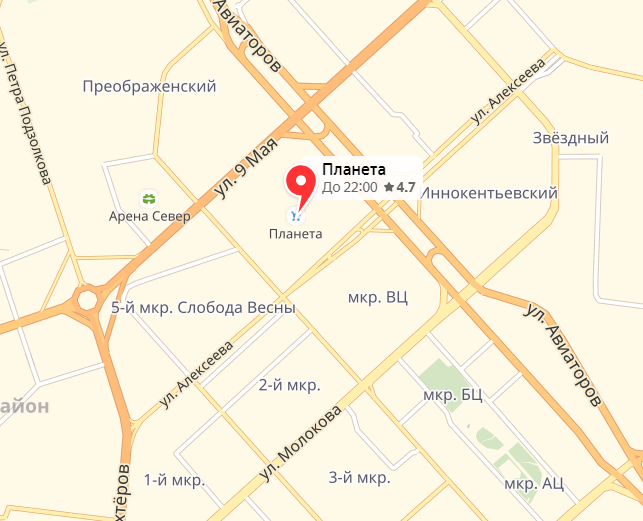 Авиаторов
ул. Петра Подзолкова
Преображенский
ул. Алексеева
ул. 9 Мая
Звёздный
Планета
До 22:00 ★ 4.7
Иннокентьевский
Арена Север
Планета
5-й мкр. Слобода Весны
мкр. ВЦ
ул. Авиаторов
ул. Алексеева
2-й мкр.
мкр. БЦ
айон
ул. Молокова
1-й мкр.
3-й мкр.
мкр. АЦ
хтёров